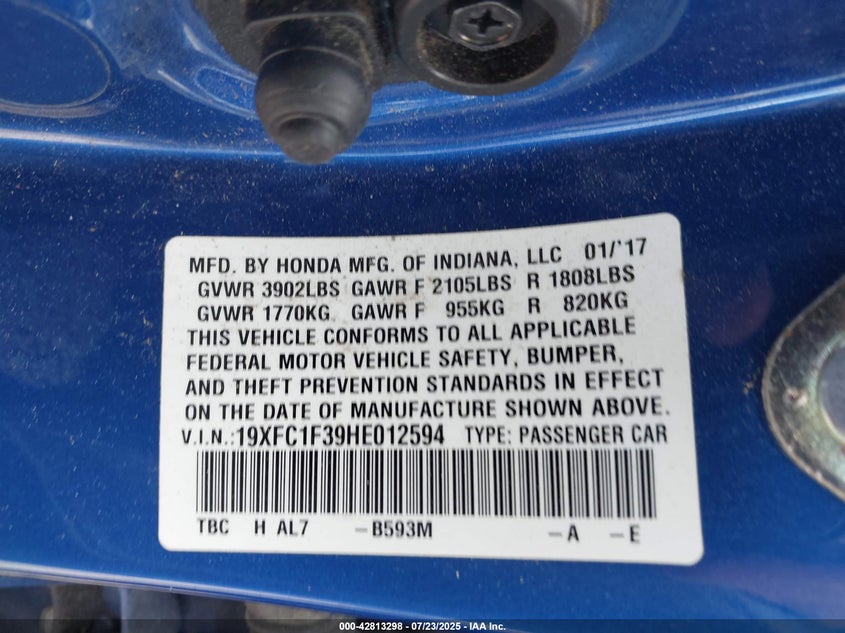 MFD. BY HONDA MFG. OF INDIANA, LLC 01/'17
GVWR 3902LBS GAWR F 2105LBS R 1808LBS
GVWR 1770KG GAWR F 955KG R 820KG
THIS VEHICLE CONFORMS TO ALL APPLICABLE
FEDERAL MOTOR VEHICLE SAFETY, BUMPER,
AND THEFT PREVENTION STANDARDS IN EFFECT
ON THE DATE OF MANUFACTURE SHOWN ABOVE.
V.I.N.:19XFC1F39HE012594 TYPE: PASSENGER CAR
TBC H AL7 -B593M -A -E
000-42813298 - 07/23/2025 - IAA Inc.